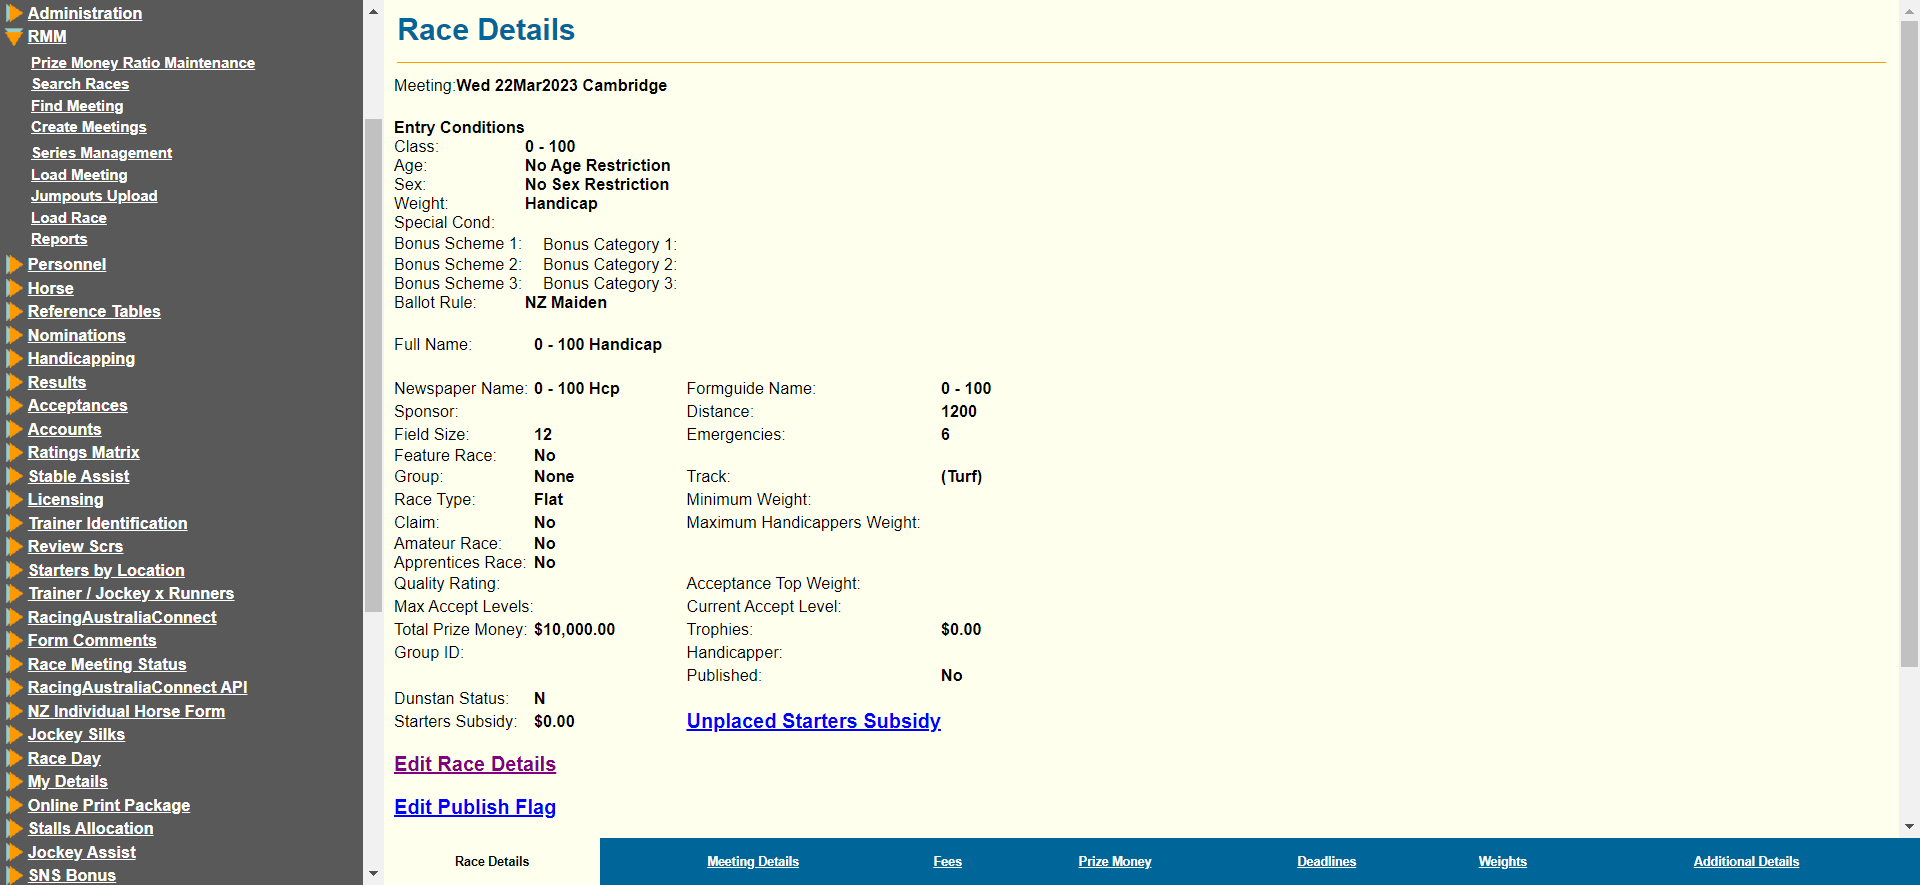 Administration
RMM
Prize Money Ratio Maintenance
Search Races
Find Meeting
Create Meetings
Series Management
Load Meeting
Jumpouts Upload
Load Race
Reports
Personnel
Horse
Reference Tables
Nominations
Handicapping
Results
Acceptances
Accounts
Ratings Matrix
Stable Assist
Licensing
Trainer Identification
Review Scrs
Starters by Location
Trainer / Jockey x Runners
RacingAustraliaConnect
Form Comments
Race Meeting Status
RacingAustraliaConnect API
NZ Individual Horse Form
Jockey Silks
Race Day
My Details
Online Print Package
Stalls Allocation
Jockey Assist
SNS Bonus
Race Details
Meeting:Wed 22Mar2023 Cambridge
Entry Conditions
Class: 0 - 100
Age: No Age Restriction
Sex: No Sex Restriction
Weight: Handicap
Special Cond:
Bonus Scheme 1: Bonus Category 1:
Bonus Scheme 2: Bonus Category 2:
Bonus Scheme 3: Bonus Category 3:
Ballot Rule: NZ Maiden
Full Name: 0 - 100 Handicap
Newspaper Name: 0 - 100 Hcp Formguide Name: 0 - 100
Sponsor: Distance: 1200
Field Size: 12 Emergencies: 6
Feature Race: No
Group: None Track: (Turf)
Race Type: Flat Minimum Weight:
Claim: No Maximum Handicappers Weight:
Amateur Race: No
Apprentices Race: No
Quality Rating: Acceptance Top Weight:
Max Accept Levels: Current Accept Level:
Total Prize Money: $10,000.00 Trophies: $0.00
Group ID: Handicapper:
Published: No
Dunstan Status: N
Starters Subsidy: $0.00 Unplaced Starters Subsidy
Edit Race Details
Edit Publish Flag
Race Details Meeting Details Fees Prize Money Deadlines Weights Additional Details